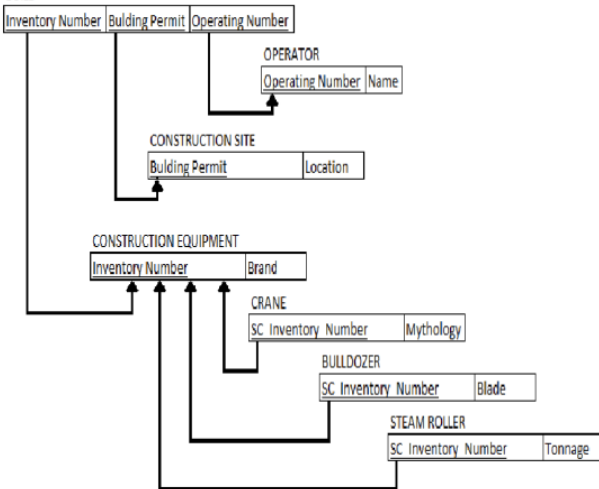 Inventory Number Bulding Permit Operating Number
OPERATOR
Operating Number Name
CONSTRUCTION SITE
Bulding Permit Location
CONSTRUCTION EQUIPMENT
Inventory Number Brand
CRANE
SC Inventory Number Mythology
BULLDOZER
SC Inventory Number Blade
STEAM ROLLER
SC Inventory Number Tonnage